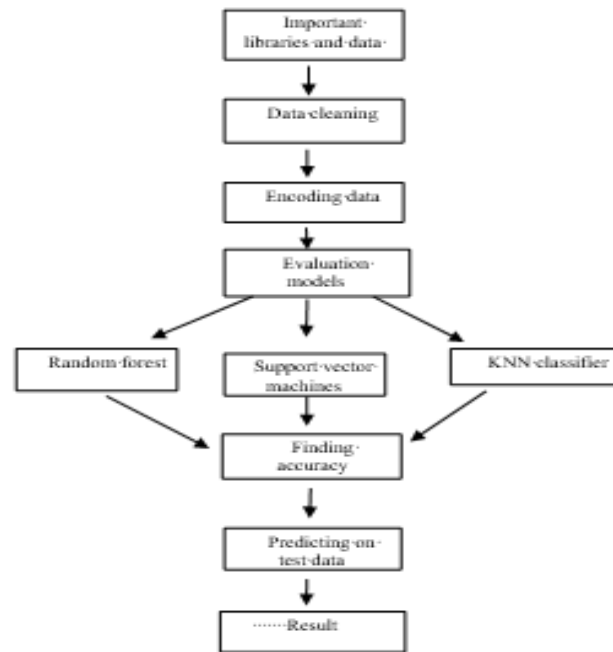 Important
libraries and data
Data cleaning
Encoding data
Evaluation
models
Random forest
Support vector
machines
KNN classifier
Finding
accuracy
Predicting on
test data
Result